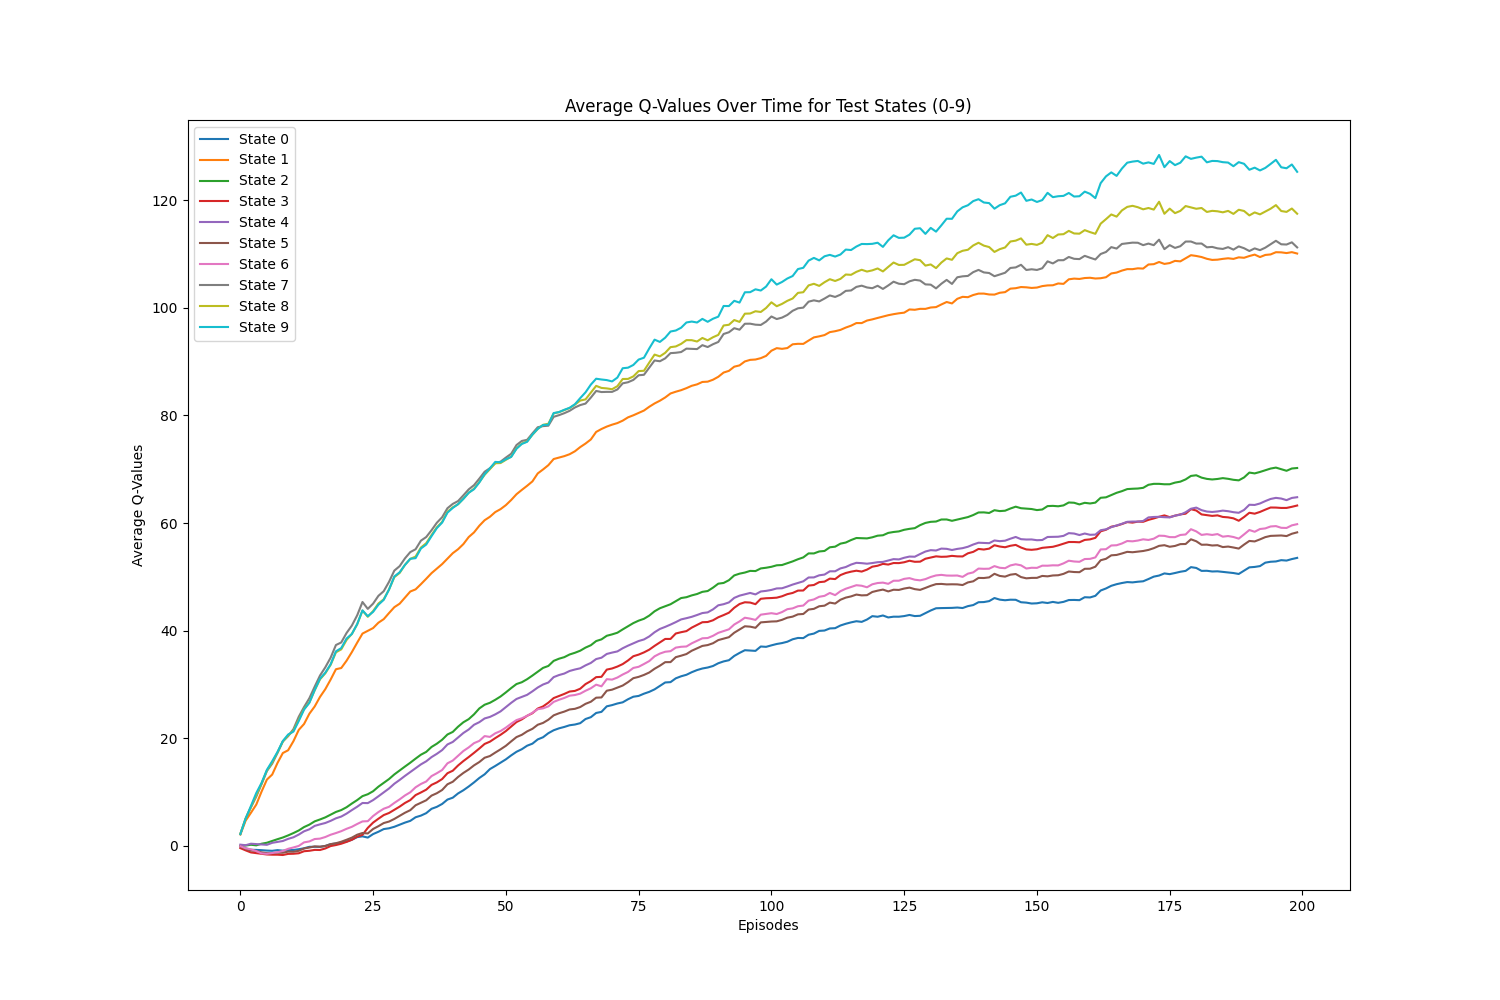 Average Q-Values Over Time for Test States (0-9)
State 0
State 1
State 2
State 3
State 4
State 5
State 6
State 7
State 8
State 9
Average Q-Values
120
100
80
60
40
20
0
0 25 50 75 100 125 150 175 200
Episodes